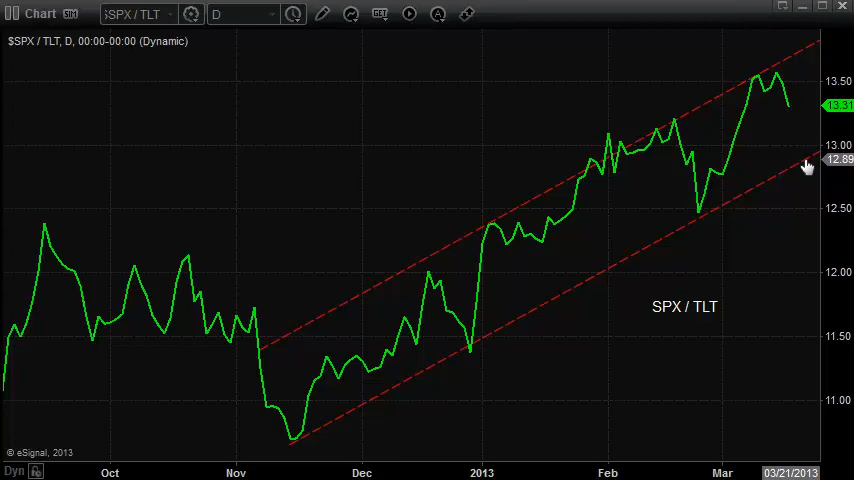 Chart SIM $SPX / TLT D GET A
$SPX / TLT, D, 00:00-00:00 (Dynamic)
13.50
13.31
13.00
12.89
12.50
12.00
SPX / TLT
11.50
11.00
© eSignal, 2013
Dyn Oct Nov Dec 2013 Feb Mar 03/21/2013